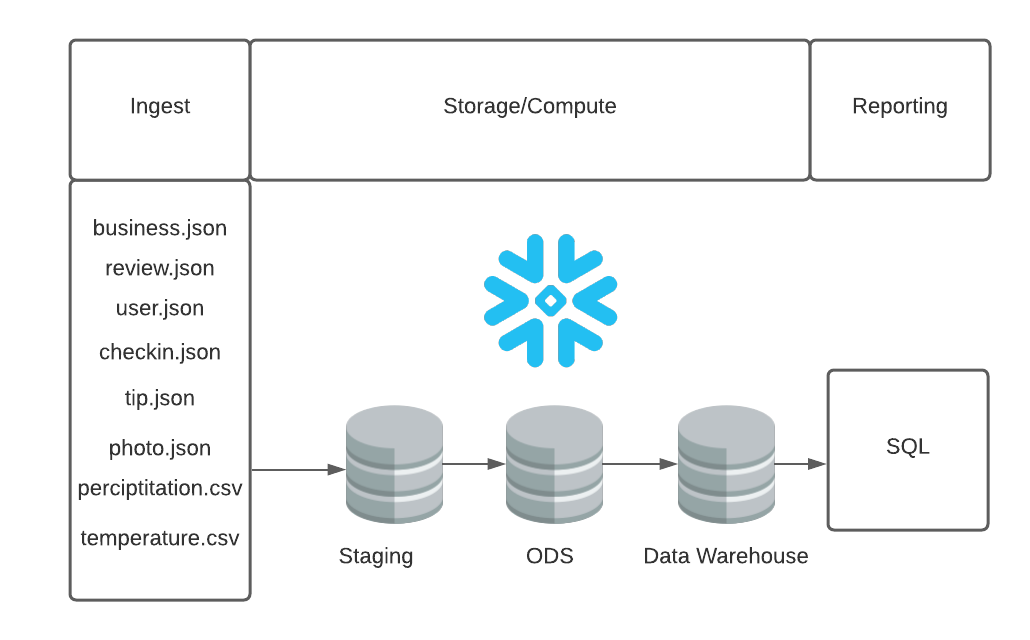 Ingest
Storage/Compute
Reporting
business.json
review.json
user.json
checkin.json
tip.json
photo.json
perciptitation.csv
temperature.csv
Staging
ODS
Data Warehouse
SQL